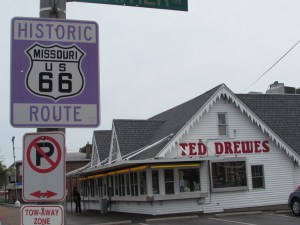 HISTORIC
MISSOURI
US
66
ROUTE
P
TOW-AWAY
ZONE
TED DREWES